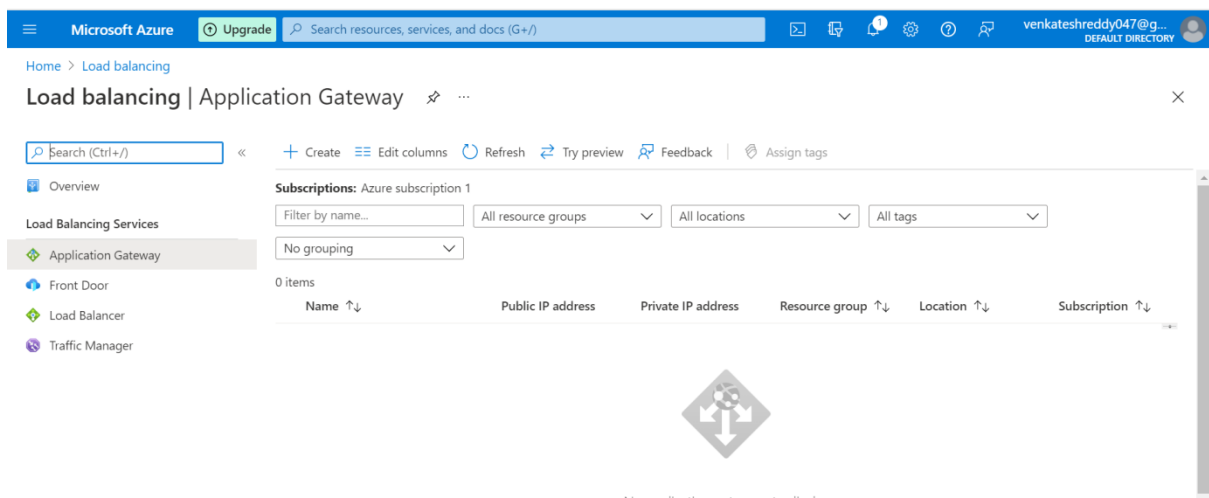 Microsoft Azure Upgrade Search resources, services, and docs (G+/) 1 venkateshreddy047@g...
DEFAULT DIRECTORY
Home > Load balancing
Load balancing | Application Gateway ...
Search (Ctrl+/) «
Overview
Load Balancing Services
Application Gateway
Front Door
Load Balancer
Traffic Manager
Create Edit columns Refresh Try preview Feedback | Assign tags
Subscriptions: Azure subscription 1
Filter by name... All resource groups All locations All tags
No grouping
0 items
Name ↑↓ Public IP address Private IP address Resource group ↑↓ Location ↑↓ Subscription ↑↓